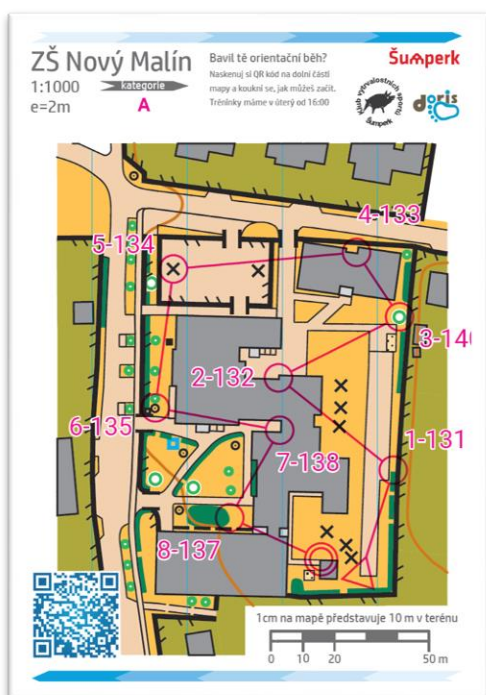 ZŠ Nový Malín
1:1000
kategorie
e=2m
A
Bavil tě orientační běh?
Naskenuj si QR kód na dolní části
mapy a koukni se, jak můžeš začít.
Tréninky máme v úterý od 16:00
Šumperk
Klub vytrvalostních sportů
Šumperk
doris
4-133
5-134
3-140
2-132
6-135
1-131
7-138
8-137
1cm na mapě představuje 10 m v terénu
0 10 20 50 m